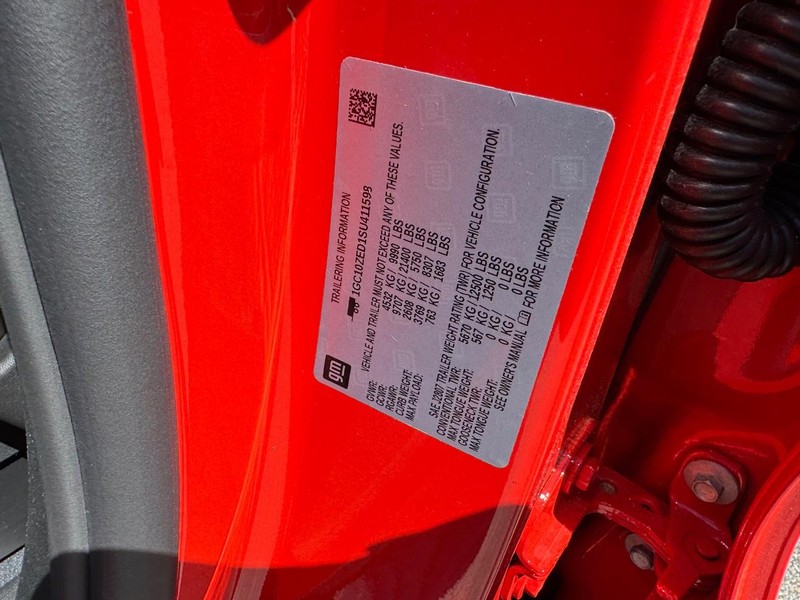 TRAILERING INFORMATION
1GC10ZED1SU411598
gm
VEHICLE AND TRAILER MUST NOT EXCEED ANY OF THESE VALUES.
GVWR: 4532 KG/ 9990 LBS
GCWR: 9707 KG/21400 LBS
RGAWR: 2608 KG/ 5750 LBS
CURB WEIGHT: 3769 KG/ 8307 LBS
MAX PAYLOAD: 763 KG/ 1683 LBS
SAE J2807 TRAILER WEIGHT RATING (TWR) FOR VEHICLE CONFIGURATION.
CONVENTIONAL TWR: 5670 KG/12500 LBS
MAX TONGUE WEIGHT: 567 KG/ 1250 LBS
GOOSENECK TWR: 0 KG/ 0 LBS
MAX TONGUE WEIGHT: 0 KG/ 0 LBS
SEE OWNER'S MANUAL FOR MORE INFORMATION